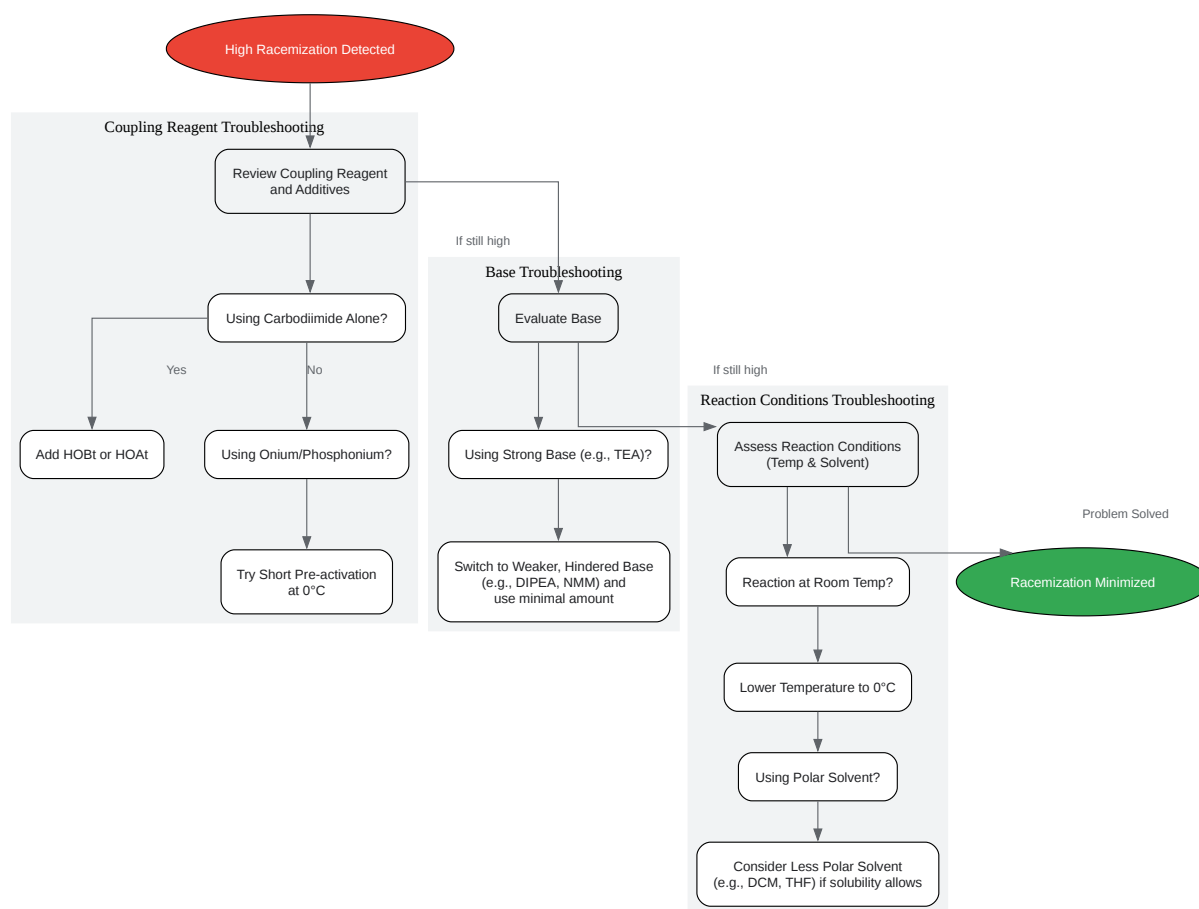 High Racemization Detected
Coupling Reagent Troubleshooting
Review Coupling Reagent
and Additives
If still high
Base Troubleshooting
Using Carbodiimide Alone?
Evaluate Base
Yes
No
If still high
Reaction Conditions Troubleshooting
Add HOBt or HOAt
Using Onium/Phosphonium?
Using Strong Base (e.g., TEA)?
Assess Reaction Conditions
(Temp & Solvent)
Problem Solved
Try Short Pre-activation
at 0°C
Switch to Weaker, Hindered Base
(e.g., DIPEA, NMM) and
use minimal amount
Reaction at Room Temp?
Racemization Minimized
Lower Temperature to 0°C
Using Polar Solvent?
Consider Less Polar Solvent
(e.g., DCM, THF) if solubility allows